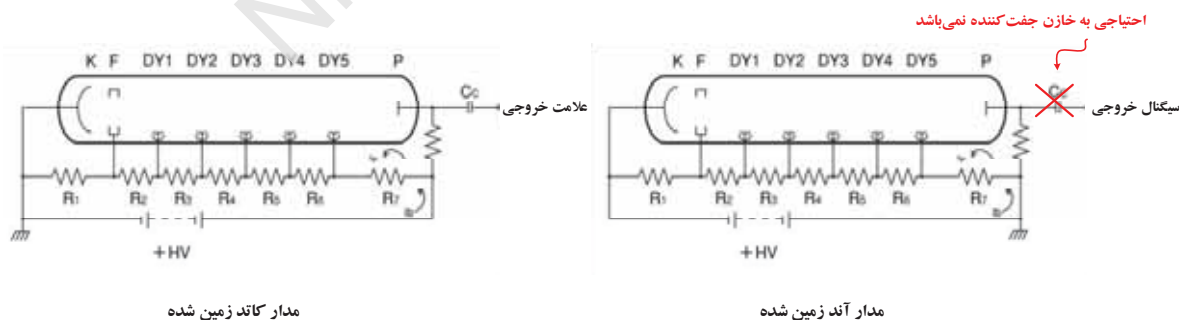 احتیاجی به خازن جفت‌کننده نمی‌باشد
K F DY1 DY2 DY3 DY4 DY5 P
Cc
علامت خروجی
R1 R2 R3 R4 R5 R6 R7
+HV
مدار کاتد زمین شده
K F DY1 DY2 DY3 DY4 DY5 P
Cc
سیگنال خروجی
R1 R2 R3 R4 R5 R6 R7
+HV
مدار آند زمین شده